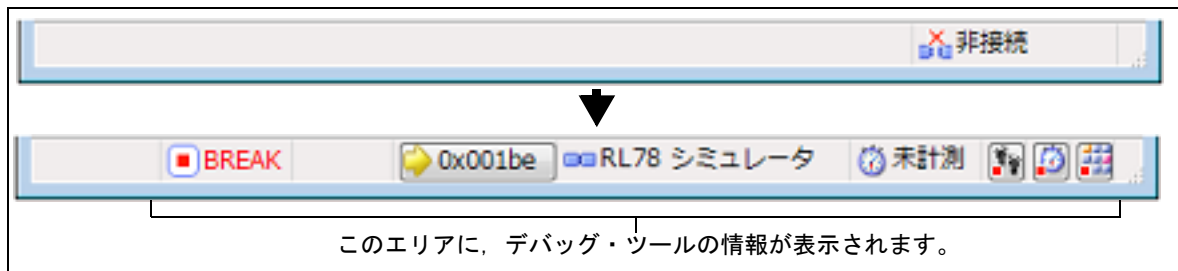 非接続
BREAK 0x001be RL78 シミュレータ 未計測
このエリアに，デバッグ・ツールの情報が表示されます。